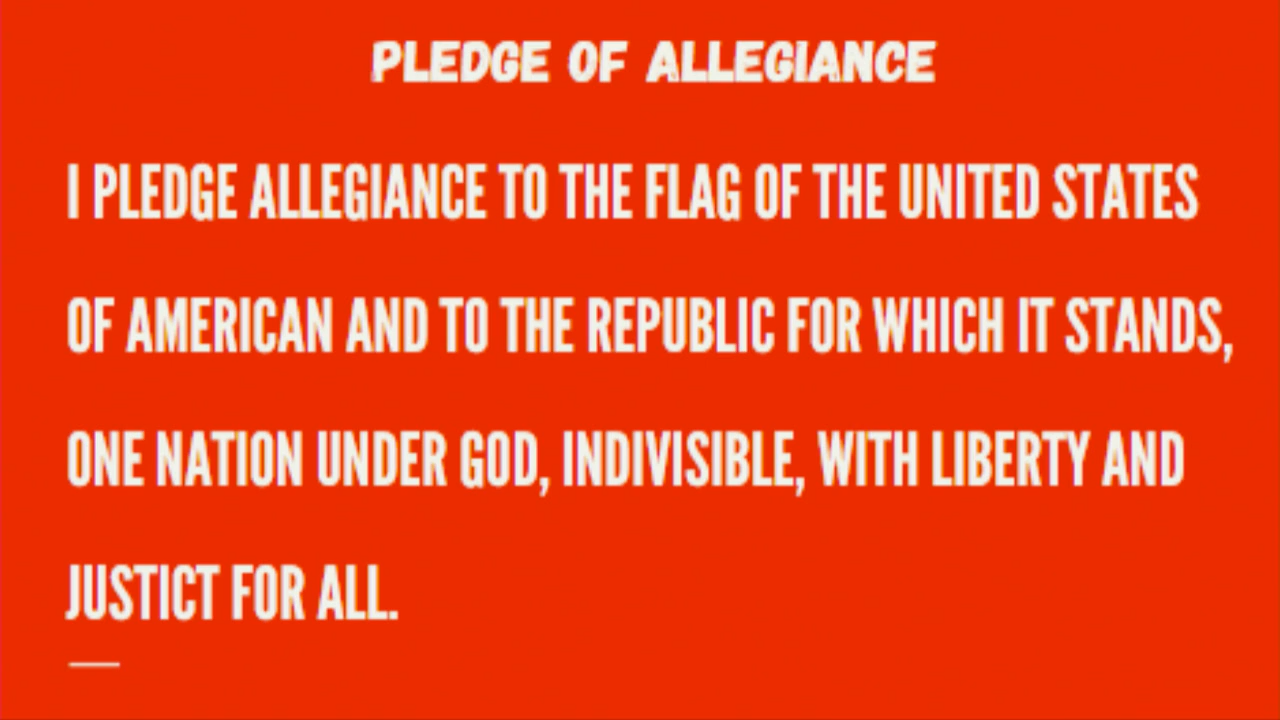 PLEDGE OF ALLEGIANCE
I PLEDGE ALLEGIANCE TO THE FLAG OF THE UNITED STATES
OF AMERICAN AND TO THE REPUBLIC FOR WHICH IT STANDS,
ONE NATION UNDER GOD, INDIVISIBLE, WITH LIBERTY AND
JUSTICT FOR ALL.